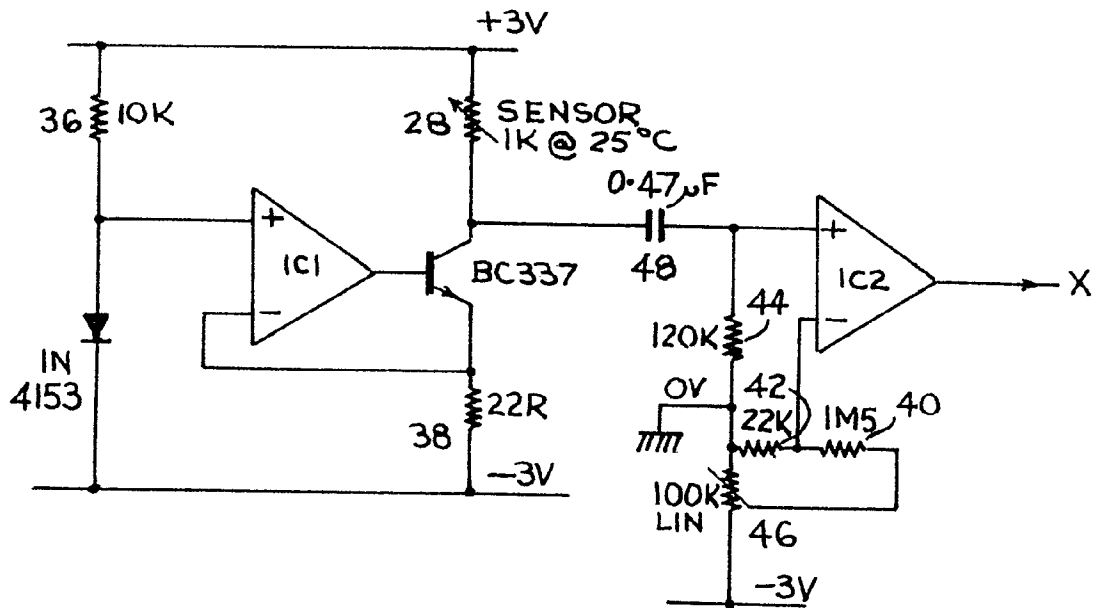 +3V
36 10K
28
SENSOR
1K @ 25°C
0.47µF
+
IC1
-
BC337
48
+
IC2
-
X
44
120K
IN
4153
0V
42
22K
1M5
40
22R
38
-3V
100K
LIN
46
-3V